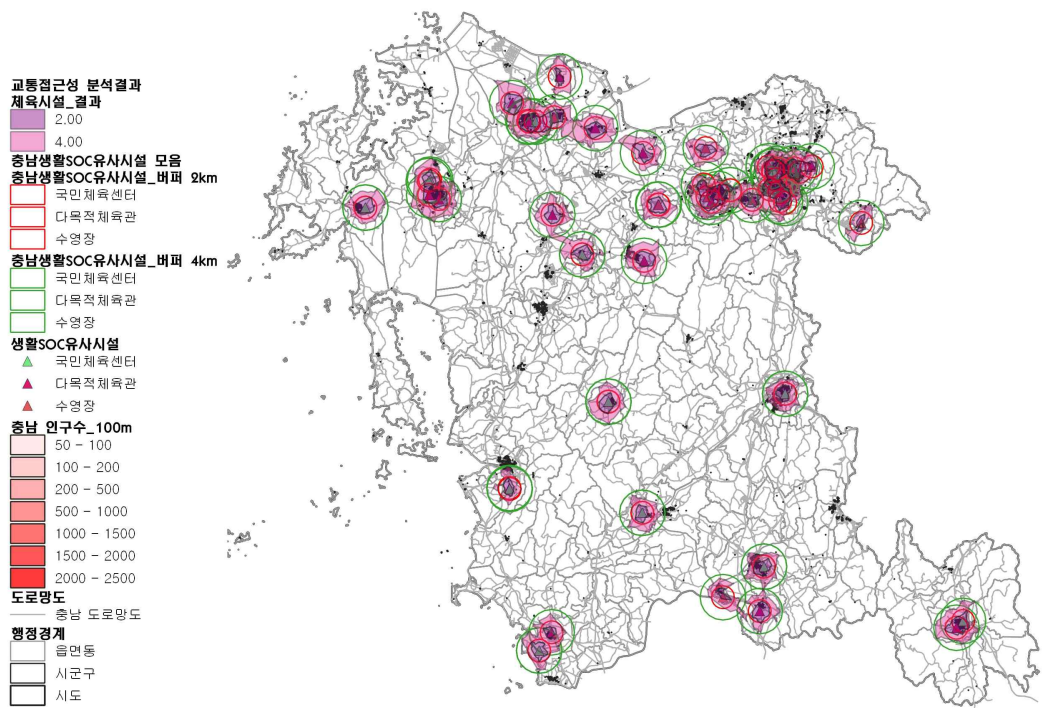 교통접근성 분석결과
체육시설_결과
2.00
4.00
충남생활SOC유사시설 모음
충남생활SOC유사시설_버퍼 2km
국민체육센터
다목적체육관
수영장
충남생활SOC유사시설_버퍼 4km
국민체육센터
다목적체육관
수영장
생활SOC유사시설
국민체육센터
다목적체육관
수영장
충남 인구수_100m
50 - 100
100 - 200
200 - 500
500 - 1000
1000 - 1500
1500 - 2000
2000 - 2500
도로망도
충남 도로망도
행정경계
읍면동
시군구
시도